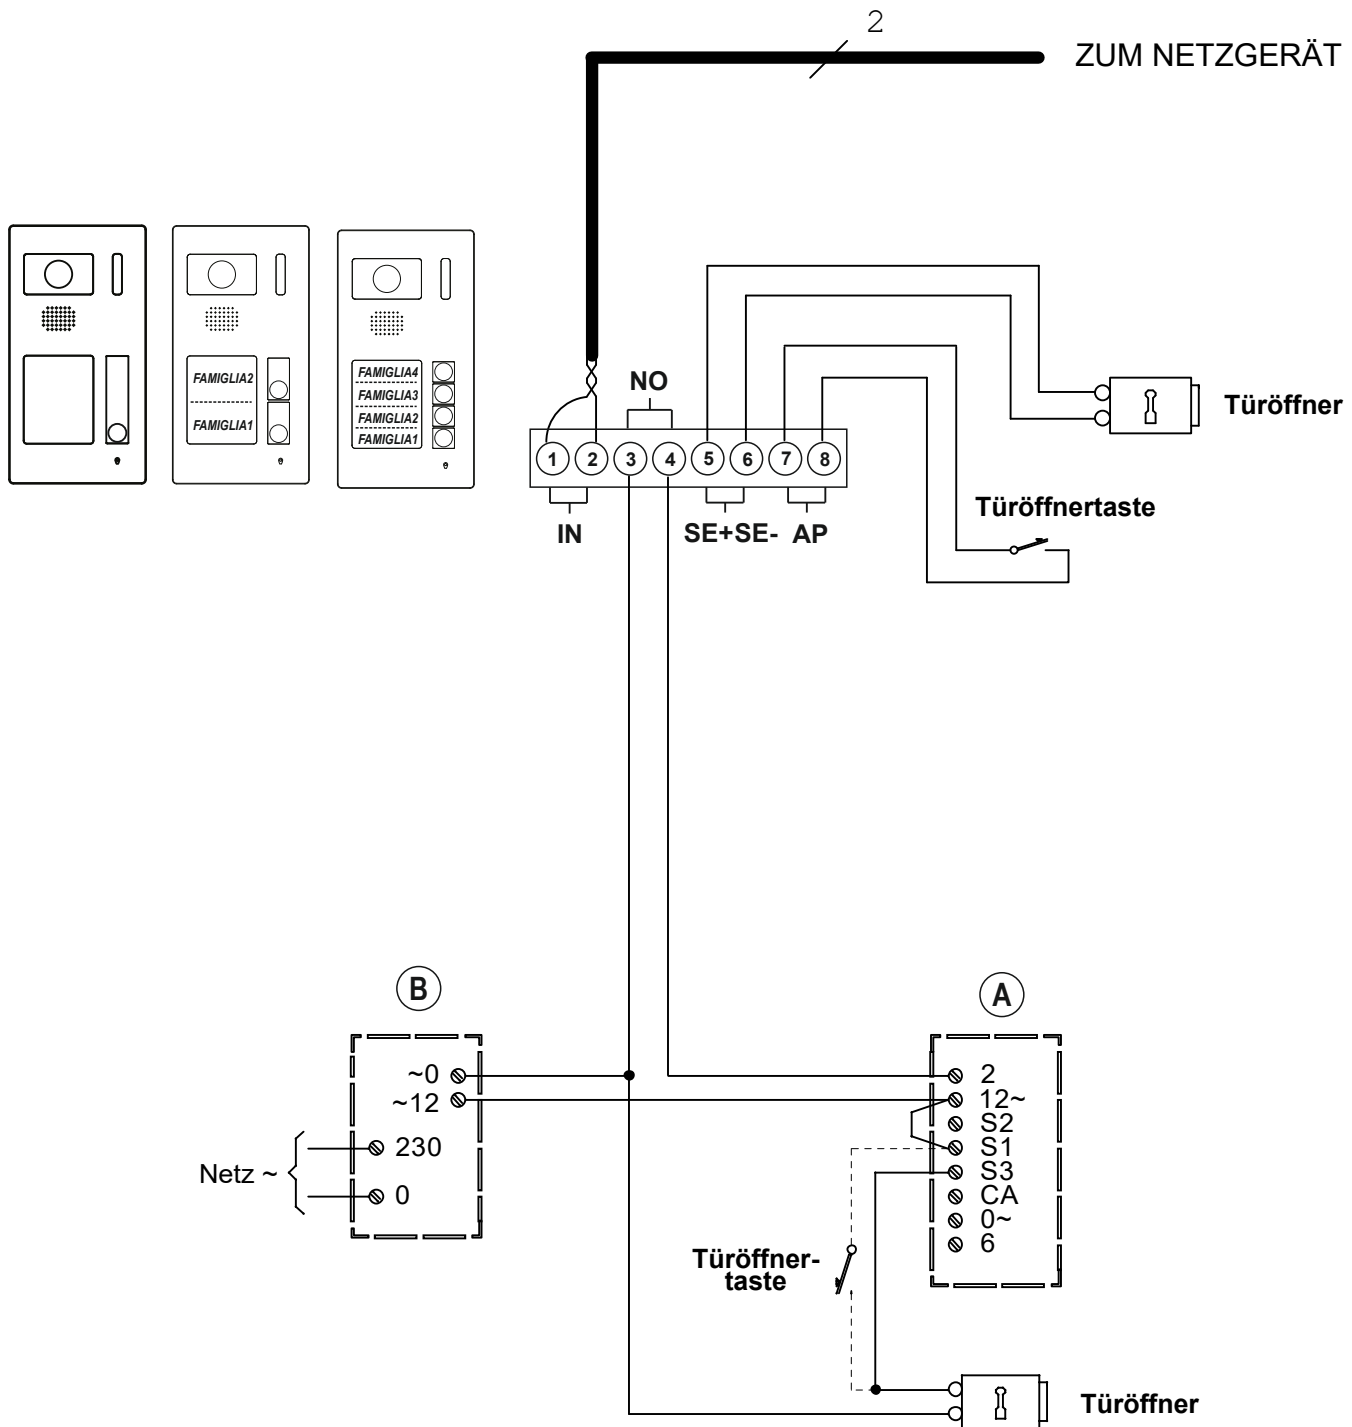 2
ZUM NETZGERÄT
FAMIGLIA2
FAMIGLIA1
FAMIGLIA4
FAMIGLIA3
FAMIGLIA2
FAMIGLIA1
NO
1 2 3 4 5 6 7 8
IN
SE+SE- AP
Türöffner
Türöffnertaste
B
~0
~12
230
0
Netz ~
A
2
12~
S2
S1
S3
CA
0~
6
Türöffner-
taste
Türöffner